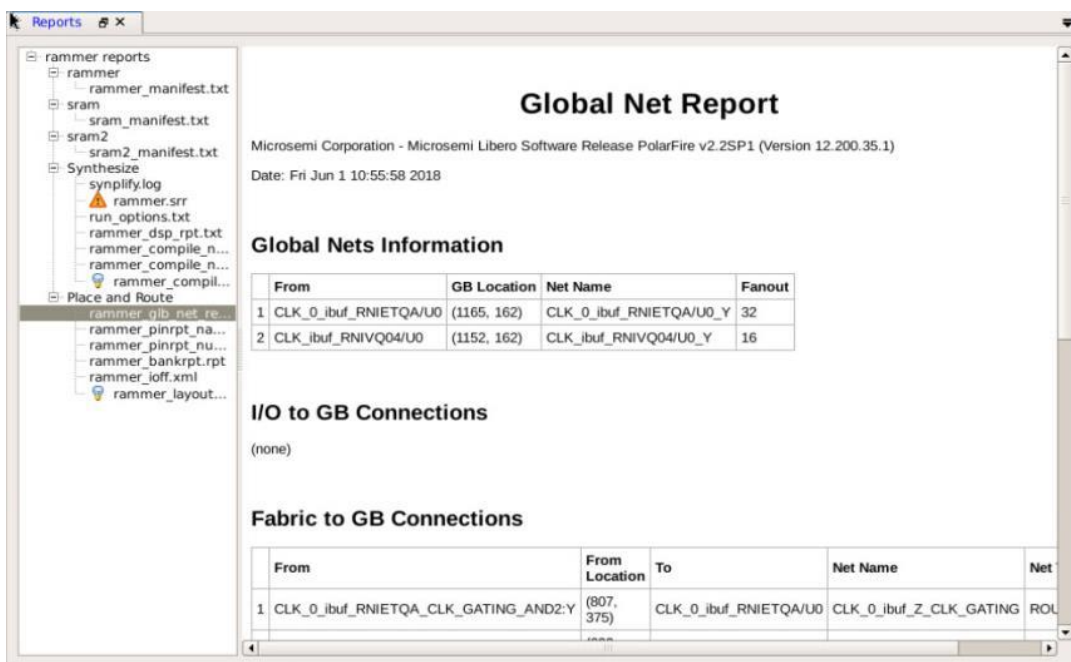 Reports
rammer reports
rammer
rammer_manifest.txt
sram
sram_manifest.txt
sram2
sram2_manifest.txt
Synthesize
synplify.log
rammer.srr
run_options.txt
rammer_dsp_rpt.txt
rammer_compile_n...
rammer_compile_n...
rammer_compil...
Place and Route
rammer_glb_net_re...
rammer_pinrpt_na...
rammer_pinrpt_nu...
rammer_bankrpt.rpt
rammer_ioff.xml
rammer_layout...
Global Net Report
Microsemi Corporation - Microsemi Libero Software Release PolarFire v2.2SP1 (Version 12.200.35.1)
Date: Fri Jun 1 10:55:58 2018
Global Nets Information
From GB Location Net Name Fanout
1 CLK_0_ibuf_RNIETQA/U0 (1165, 162) CLK_0_ibuf_RNIETQA/U0_Y 32
2 CLK_ibuf_RNIVQ04/U0 (1152, 162) CLK_ibuf_RNIVQ04/U0_Y 16
I/O to GB Connections
(none)
Fabric to GB Connections
From From Location To Net Name Net
1 CLK_0_ibuf_RNIETQA_CLK_GATING_AND2:Y (807, 375) CLK_0_ibuf_RNIETQA/U0 CLK_0_ibuf_Z_CLK_GATING ROU